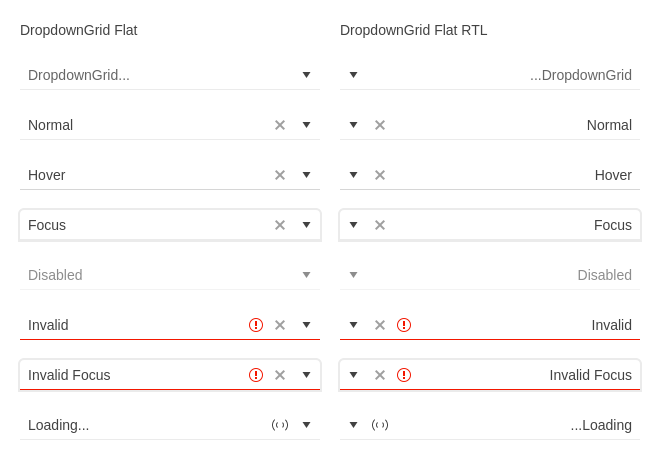 DropdownGrid Flat
DropdownGrid...
Normal
Hover
Focus
Disabled
Invalid
Invalid Focus
Loading...
DropdownGrid Flat RTL
...DropdownGrid
Normal
Hover
Focus
Disabled
Invalid
Invalid Focus
...Loading